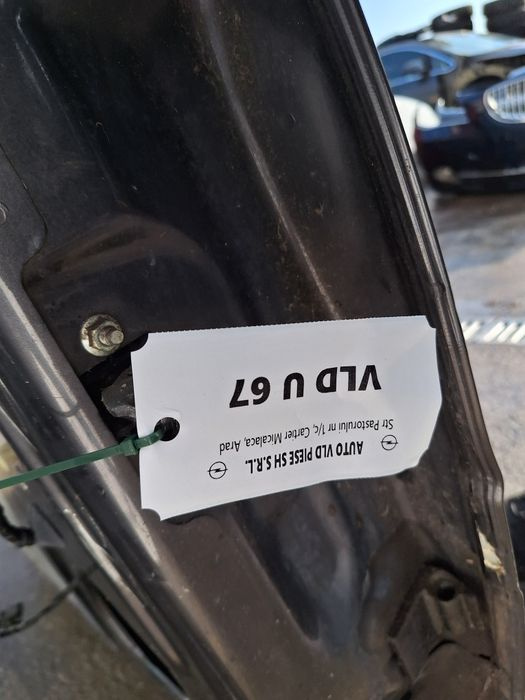 AUTO VLD PIESE SH S.R.L.
Str Pastorului nr 1/c, Cartier Micalaca, Arad
VLD U 67